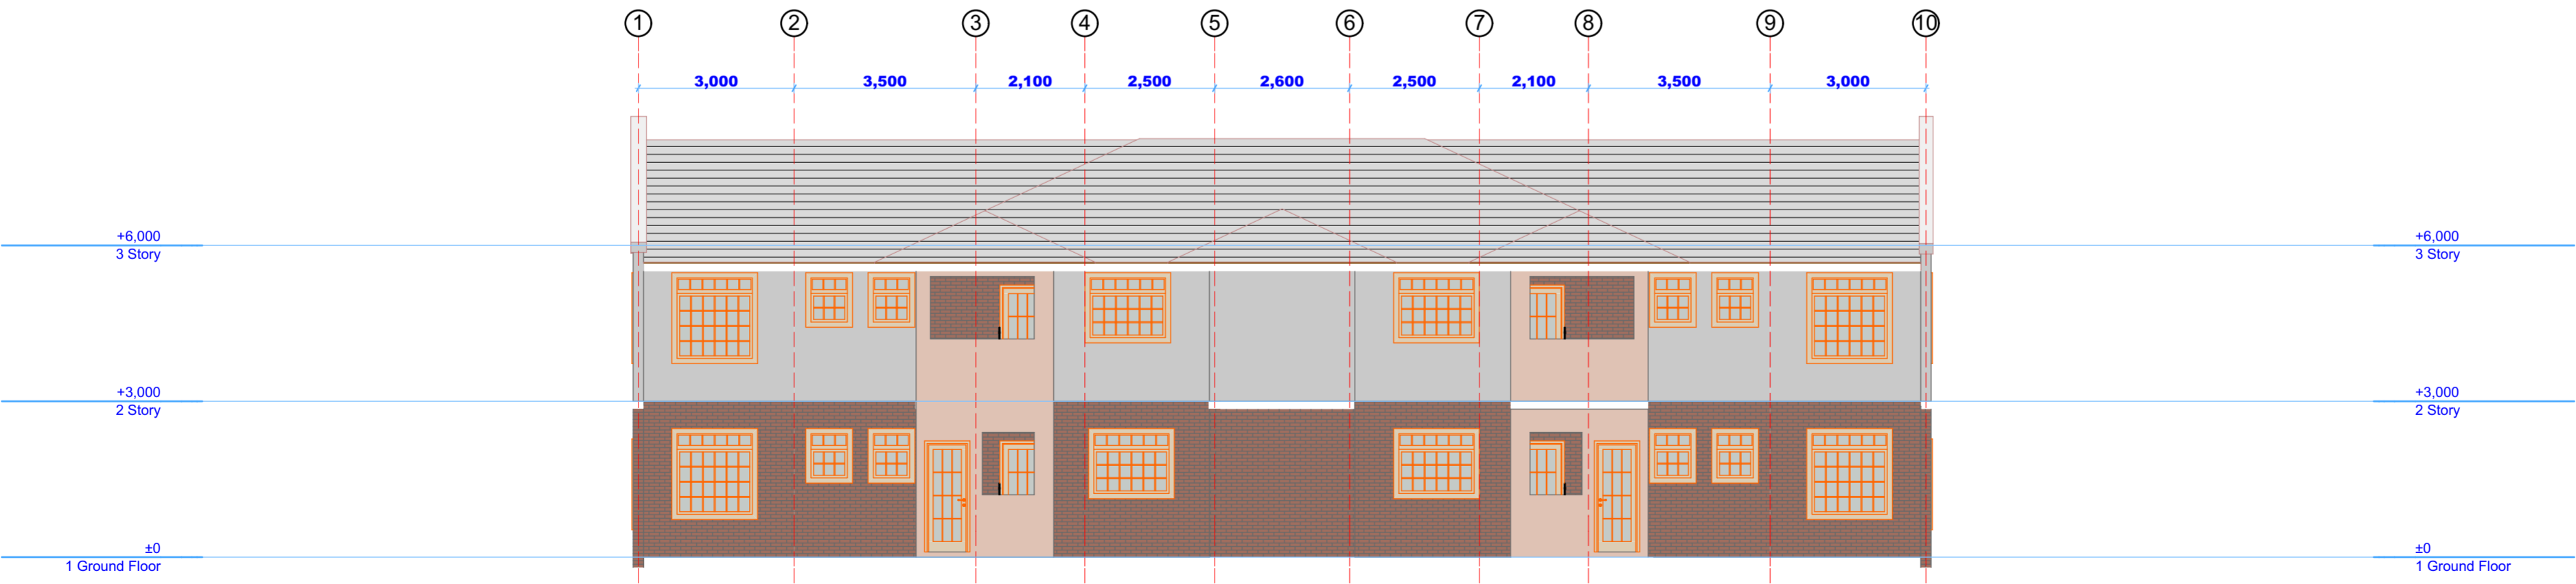 1 2 3 4 5 6 7 8 9 10
3,000 3,500 2,100 2,500 2,600 2,500 2,100 3,500 3,000
+6,000 +6,000
3 Story 3 Story
+3,000 +3,000
2 Story 2 Story
±0 ±0
1 Ground Floor 1 Ground Floor